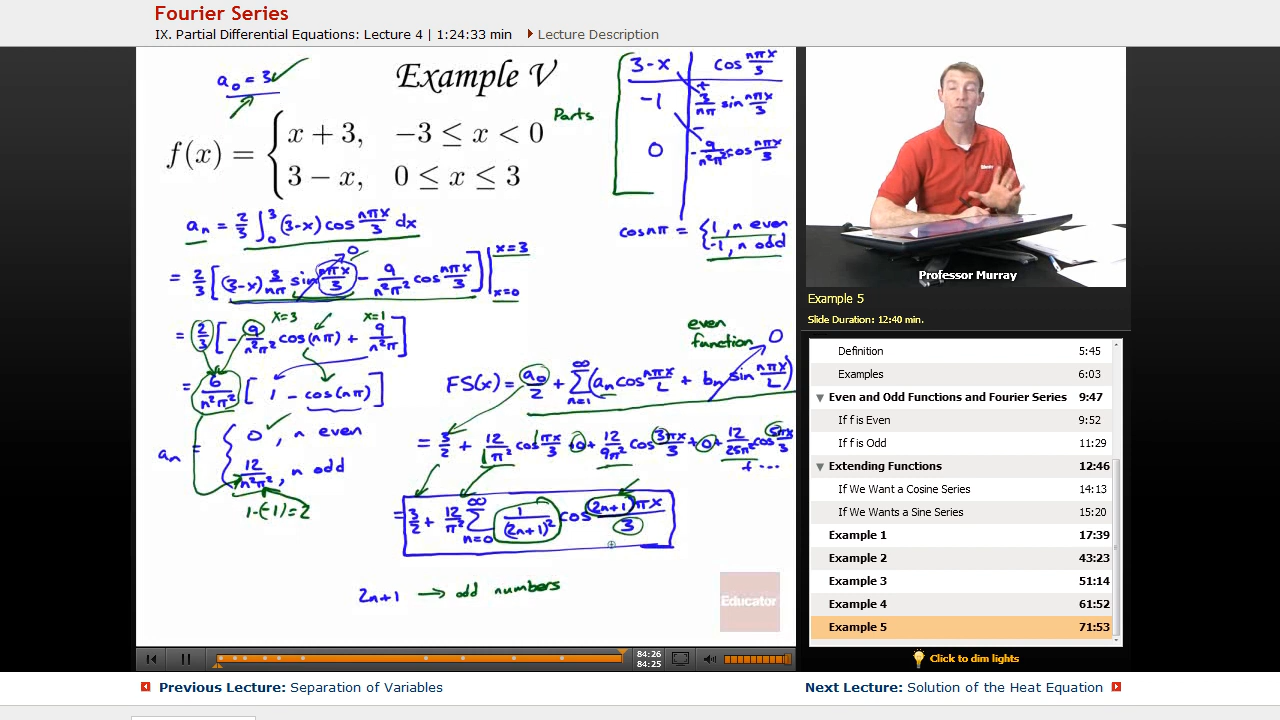 Fourier Series
IX. Partial Differential Equations: Lecture 4 | 1:24:33 min
Lecture Description
a₀ = 3 ✓
Example V
f(x) = { x + 3, −3 ≤ x < 0
3 − x, 0 ≤ x ≤ 3
Parts
3-x cos nπx/3
+
-1 3/nπ sin nπx/3
−
0 -9/n²π² cos nπx/3
aₙ = 2/3 ∫₀³ (3-x) cos nπx/3 dx
cos nπ = { 1, n even
-1, n odd
= 2/3 [ (3-x) 3/nπ sin nπx/3 − 9/n²π² cos nπx/3 ] | x=3 x=0
0
x=3 x=1
= 2/3 [ − 9/n²π² cos(nπ) + 9/n²π² ]
= 6/n²π² [ 1 − cos(nπ) ]
aₙ = { 0, n even
12/n²π², n odd
1-(-1)=2
even
function
0
FS(x) = a₀/2 + ∑ₙ₌₁^∞ (aₙ cos nπx/L + bₙ sin nπx/L)
= 3/2 + 12/1π² cos 1πx/3 + 0 + 12/9π² cos 3πx/3 + 0 + 12/25π² cos 5πx/3
+ ...
= 3/2 + 12/π² ∑ₙ₌₀^∞ 1/(2n+1)² cos (2n+1)πx/3
2n+1 → odd numbers
Educator
Professor Murray
Example 5
Slide Duration: 12:40 min.
Definition 5:45
Examples 6:03
Even and Odd Functions and Fourier Series 9:47
If f is Even 9:52
If f is Odd 11:29
Extending Functions 12:46
If We Want a Cosine Series 14:13
If We Wants a Sine Series 15:20
Example 1 17:39
Example 2 43:23
Example 3 51:14
Example 4 61:52
Example 5 71:53
84:26
84:25
Click to dim lights
Previous Lecture: Separation of Variables
Next Lecture: Solution of the Heat Equation